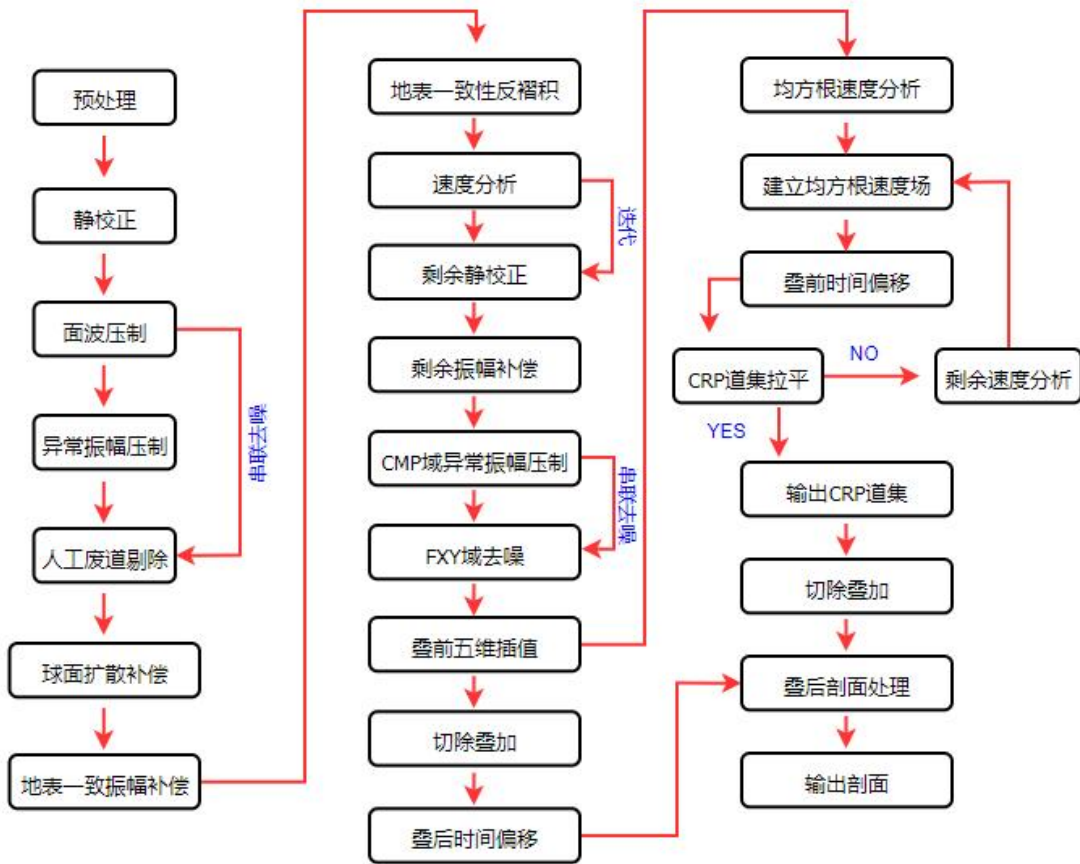 预处理
静校正
面波压制
串联去噪
异常振幅压制
人工废道剔除
球面扩散补偿
地表一致振幅补偿
地表一致性反褶积
速度分析
迭代
剩余静校正
剩余振幅补偿
CMP域异常振幅压制
串联去噪
FXY域去噪
叠前五维插值
切除叠加
叠后时间偏移
均方根速度分析
建立均方根速度场
叠前时间偏移
CRP道集拉平
NO
剩余速度分析
YES
输出CRP道集
切除叠加
叠后剖面处理
输出剖面